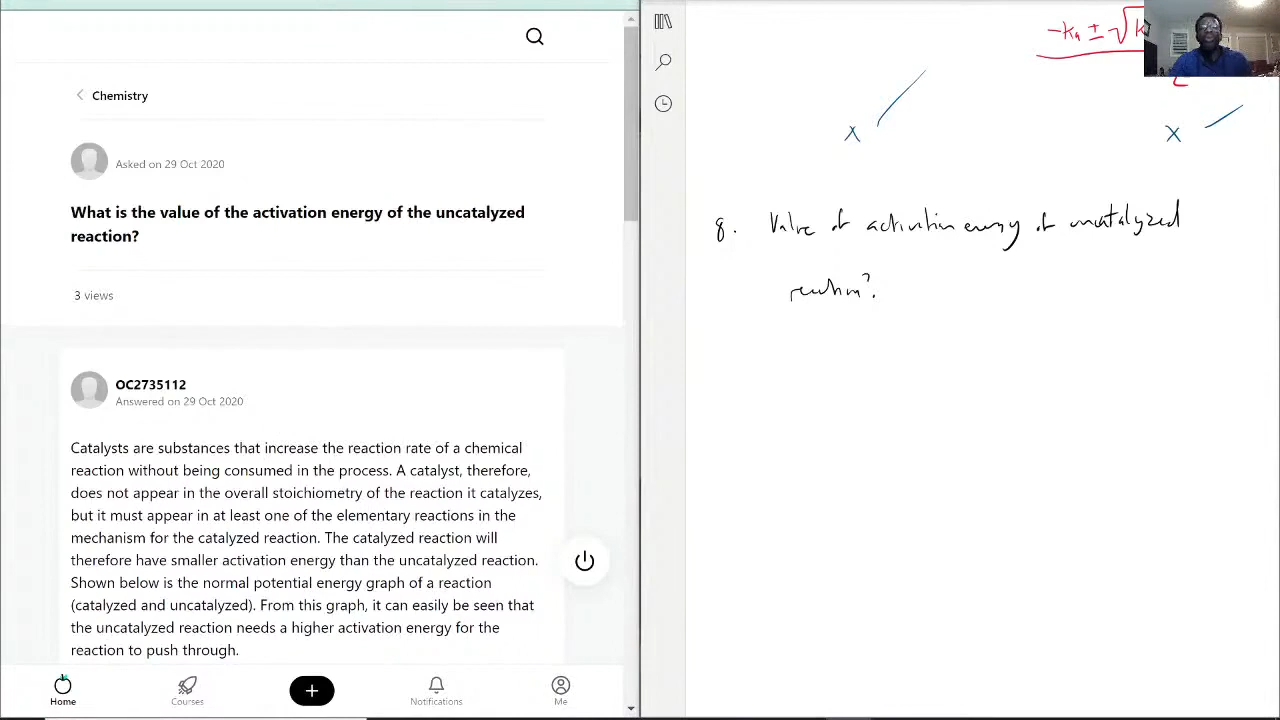 Chemistry
Asked on 29 Oct 2020
What is the value of the activation energy of the uncatalyzed
reaction?
3 views
OC2735112
Answered on 29 Oct 2020
Catalysts are substances that increase the reaction rate of a chemical
reaction without being consumed in the process. A catalyst, therefore,
does not appear in the overall stoichiometry of the reaction it catalyzes,
but it must appear in at least one of the elementary reactions in the
mechanism for the catalyzed reaction. The catalyzed reaction will
therefore have smaller activation energy than the uncatalyzed reaction.
Shown below is the normal potential energy graph of a reaction
(catalyzed and uncatalyzed). From this graph, it can easily be seen that
the uncatalyzed reaction needs a higher activation energy for the
reaction to push through.
Home
Courses
Notifications
Me
-Ka ± √K
2
x
x
8. Value of activation energy of uncatalyzed
reaction?.